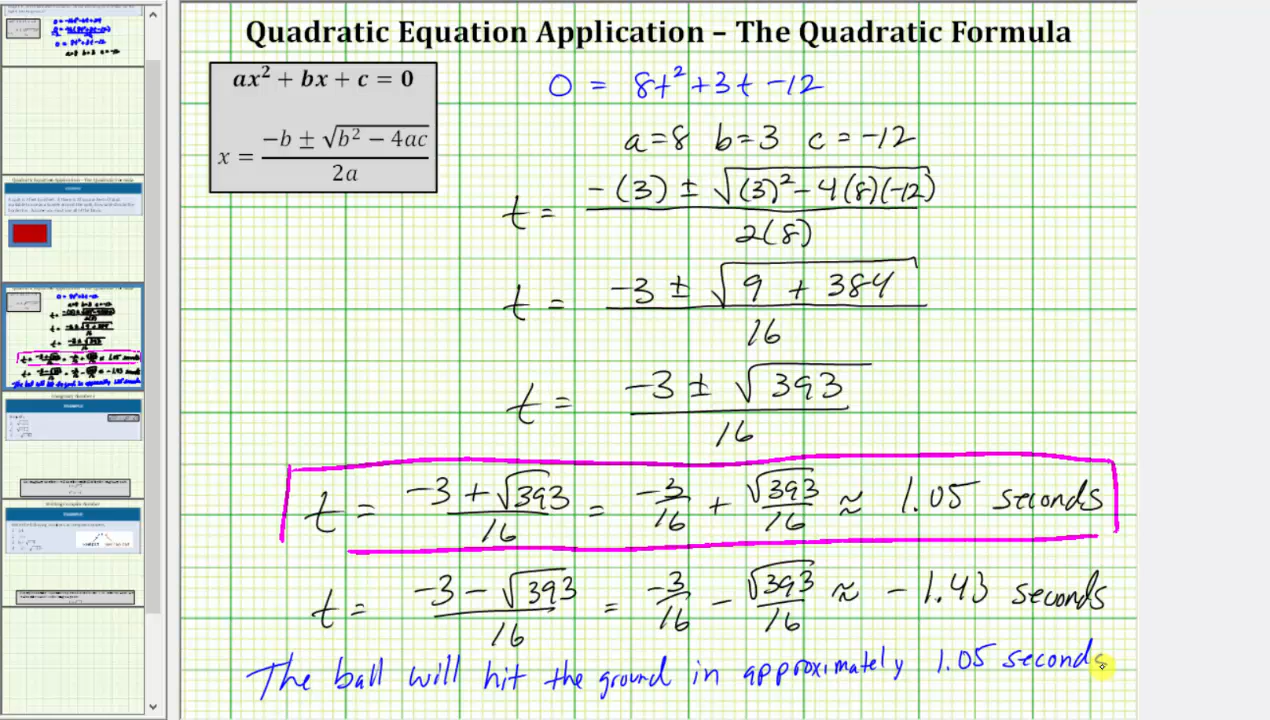 Quadratic Equation Application – The Quadratic Formula
ax² + bx + c = 0
x = (-b ± √(b² − 4ac)) / 2a
0 = 8t² + 3t - 12
a = 8 b = 3 c = -12
t = (-(3) ± √((3)² - 4(8)(-12))) / 2(8)
t = (-3 ± √(9 + 384)) / 16
t = (-3 ± √393) / 16
t = (-3 + √393) / 16 = -3/16 + √393/16 ≈ 1.05 seconds
t = (-3 - √393) / 16 = -3/16 - √393/16 ≈ -1.43 seconds
The ball will hit the ground in approximately 1.05 seconds